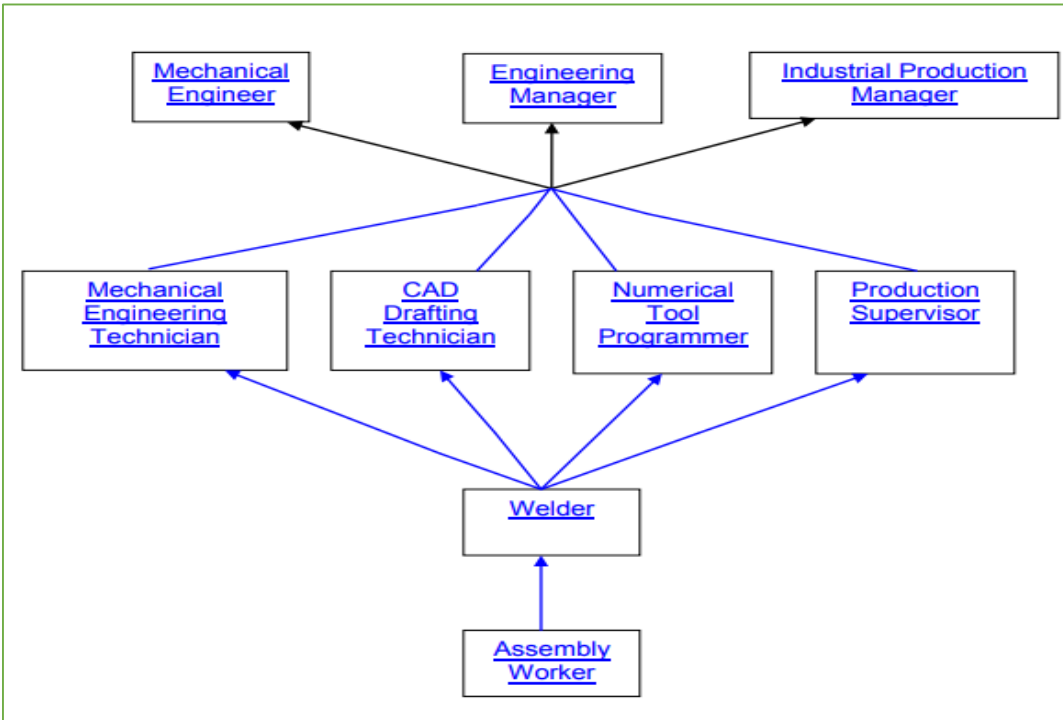 Mechanical
Engineer
Engineering
Manager
Industrial Production
Manager
Mechanical
Engineering
Technician
CAD
Drafting
Technician
Numerical
Tool
Programmer
Production
Supervisor
Welder
Assembly
Worker